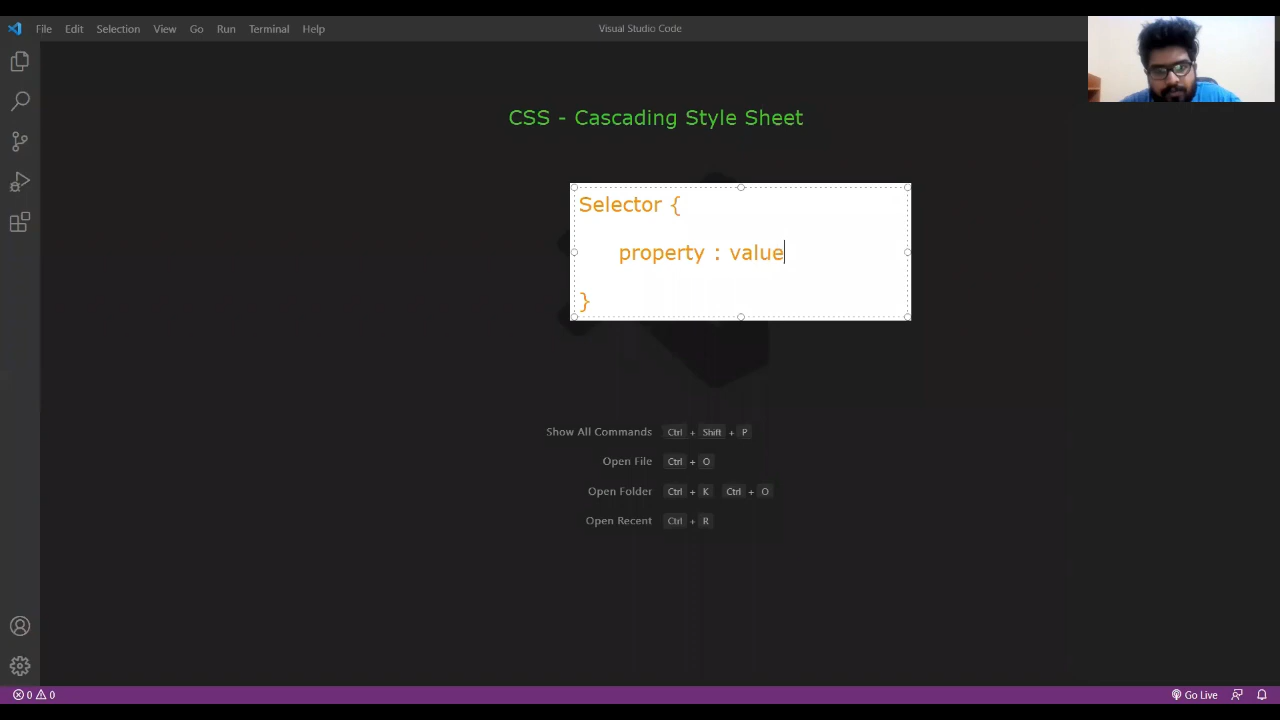 File Edit Selection View Go Run Terminal Help
Visual Studio Code
CSS - Cascading Style Sheet
Selector {
property : value
}
Show All Commands Ctrl + Shift + P
Open File Ctrl + O
Open Folder Ctrl + K Ctrl + O
Open Recent Ctrl + R
0 0
Go Live